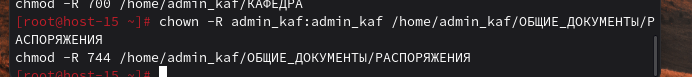 chmod -R 700 /home/admin_kaf/КАФЕДРА
[root@host-15 ~]# chown -R admin_kaf:admin_kaf /home/admin_kaf/ОБЩИЕ_ДОКУМЕНТЫ/Р
АСПОРЯЖЕНИЯ
chmod -R 744 /home/admin_kaf/ОБЩИЕ_ДОКУМЕНТЫ/РАСПОРЯЖЕНИЯ
[root@host-15 ~]#